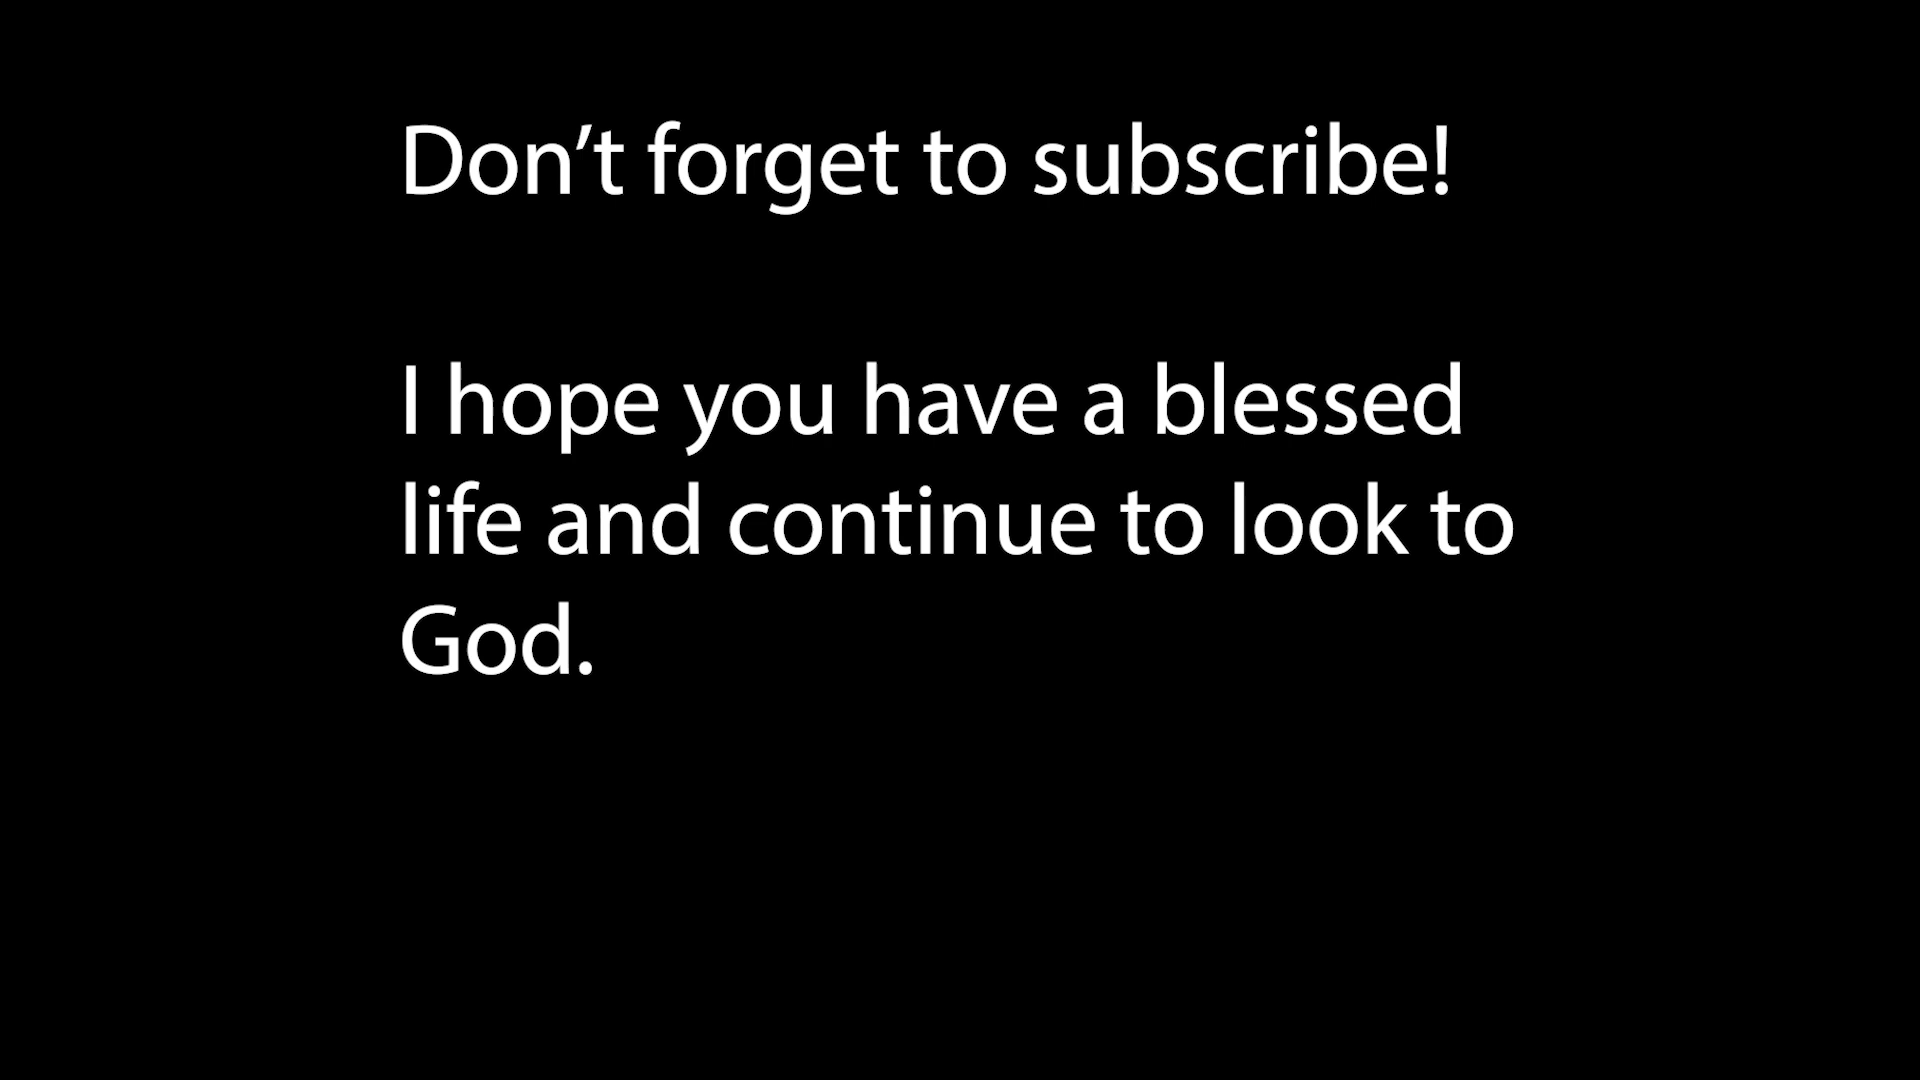 Don’t forget to subscribe!
I hope you have a blessed
life and continue to look to
God.